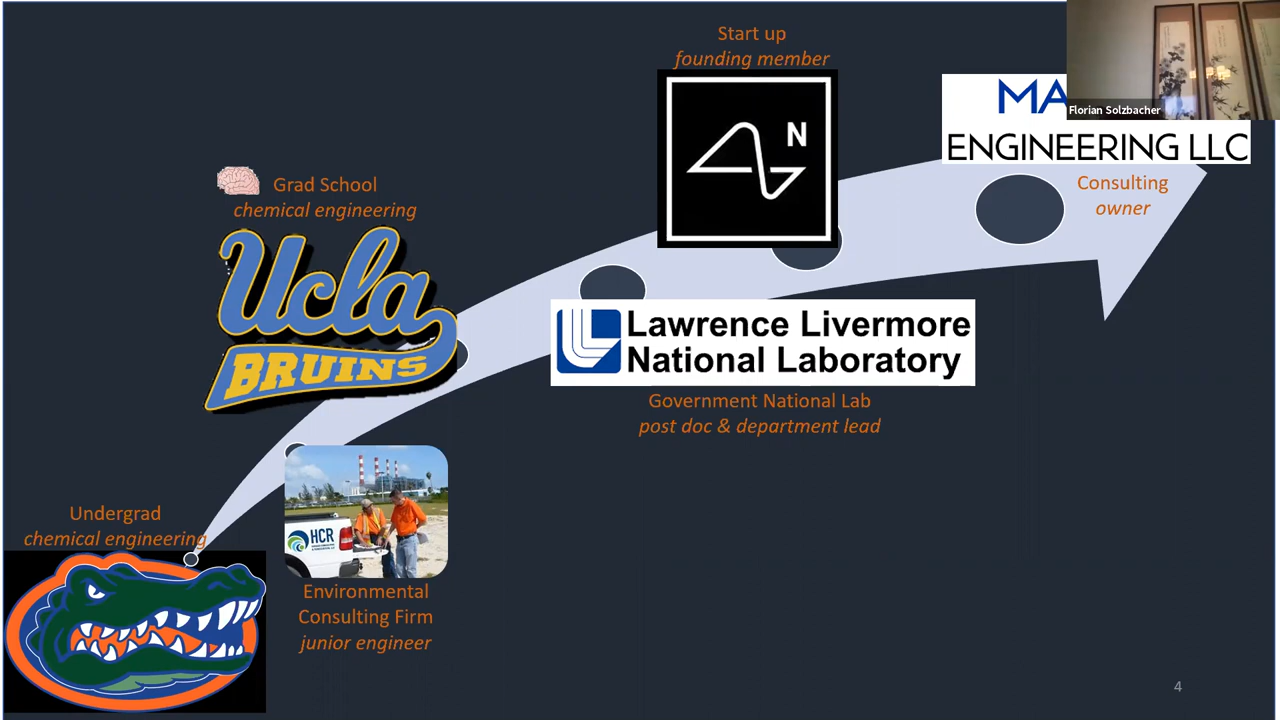 Start up
founding member
N
MA
ENGINEERING LLC
Florian Solzbacher
Consulting
owner
Grad School
chemical engineering
Ucla
BRUINS
Lawrence Livermore
National Laboratory
Government National Lab
post doc & department lead
Undergrad
chemical engineering
HCR
Environmental
Consulting Firm
junior engineer
4